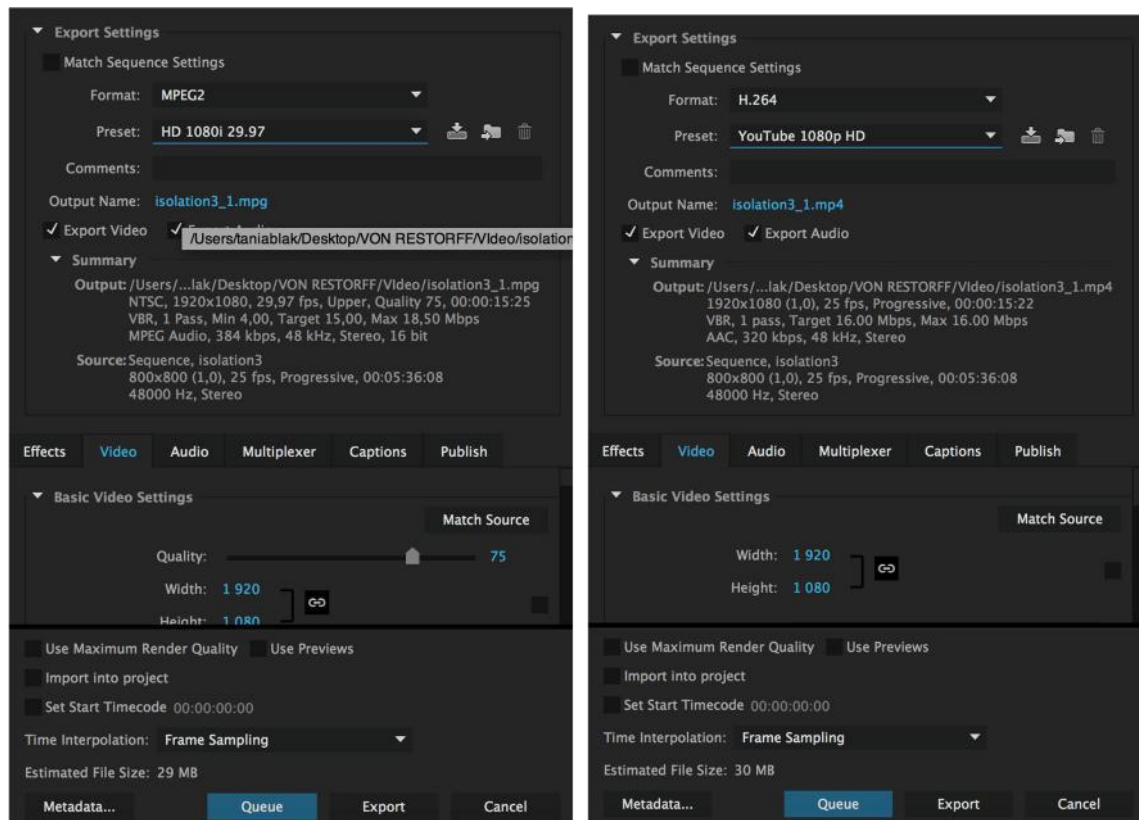 Export Settings
Match Sequence Settings
Format: MPEG2
Preset: HD 1080i 29.97
Comments:
Output Name: isolation3_1.mpg
Export Video
/Users/taniablak/Desktop/VON RESTORFF/VIdeo/isolation
Summary
Output: /Users/...lak/Desktop/VON RESTORFF/VIdeo/isolation3_1.mpg
NTSC, 1920x1080, 29,97 fps, Upper, Quality 75, 00:00:15:25
VBR, 1 Pass, Min 4,00, Target 15,00, Max 18,50 Mbps
MPEG Audio, 384 kbps, 48 kHz, Stereo, 16 bit
Source: Sequence, isolation3
800x800 (1,0), 25 fps, Progressive, 00:05:36:08
48000 Hz, Stereo
Effects Video Audio Multiplexer Captions Publish
Basic Video Settings
Match Source
Quality: 75
Width: 1 920
Height: 1 080
Use Maximum Render Quality Use Previews
Import into project
Set Start Timecode 00:00:00:00
Time Interpolation: Frame Sampling
Estimated File Size: 29 MB
Metadata... Queue Export Cancel
Export Settings
Match Sequence Settings
Format: H.264
Preset: YouTube 1080p HD
Comments:
Output Name: isolation3_1.mp4
Export Video Export Audio
Summary
Output: /Users/...lak/Desktop/VON RESTORFF/VIdeo/isolation3_1.mp4
1920x1080 (1,0), 25 fps, Progressive, 00:00:15:22
VBR, 1 pass, Target 16.00 Mbps, Max 16.00 Mbps
AAC, 320 kbps, 48 kHz, Stereo
Source: Sequence, isolation3
800x800 (1,0), 25 fps, Progressive, 00:05:36:08
48000 Hz, Stereo
Effects Video Audio Multiplexer Captions Publish
Basic Video Settings
Match Source
Width: 1 920
Height: 1 080
Use Maximum Render Quality Use Previews
Import into project
Set Start Timecode 00:00:00:00
Time Interpolation: Frame Sampling
Estimated File Size: 30 MB
Metadata... Queue Export Cancel